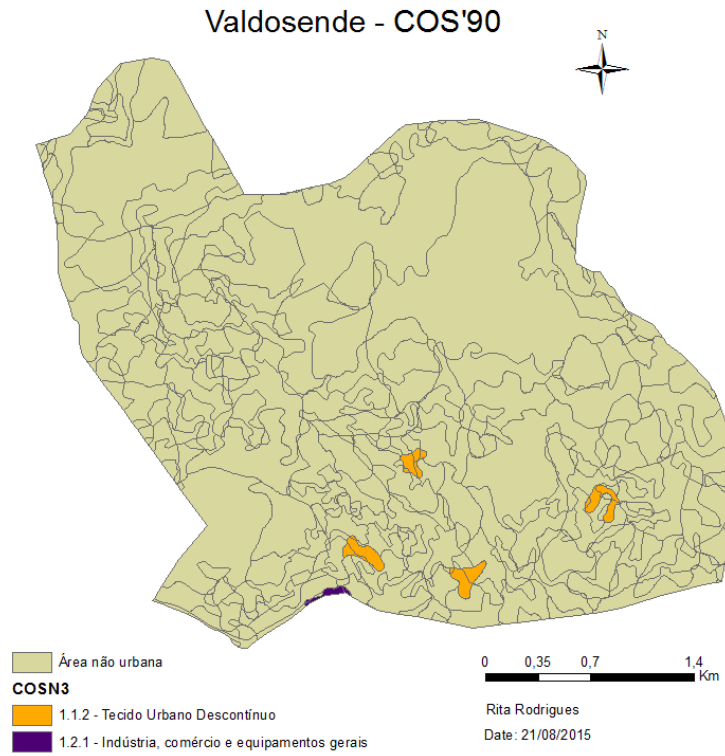 Valdosende - COS'90
N
Área não urbana
COSN3
1.1.2 - Tecido Urbano Descontínuo
1.2.1 - Indústria, comércio e equipamentos gerais
0 0,35 0,7 1,4
Km
Rita Rodrigues
Date: 21/08/2015